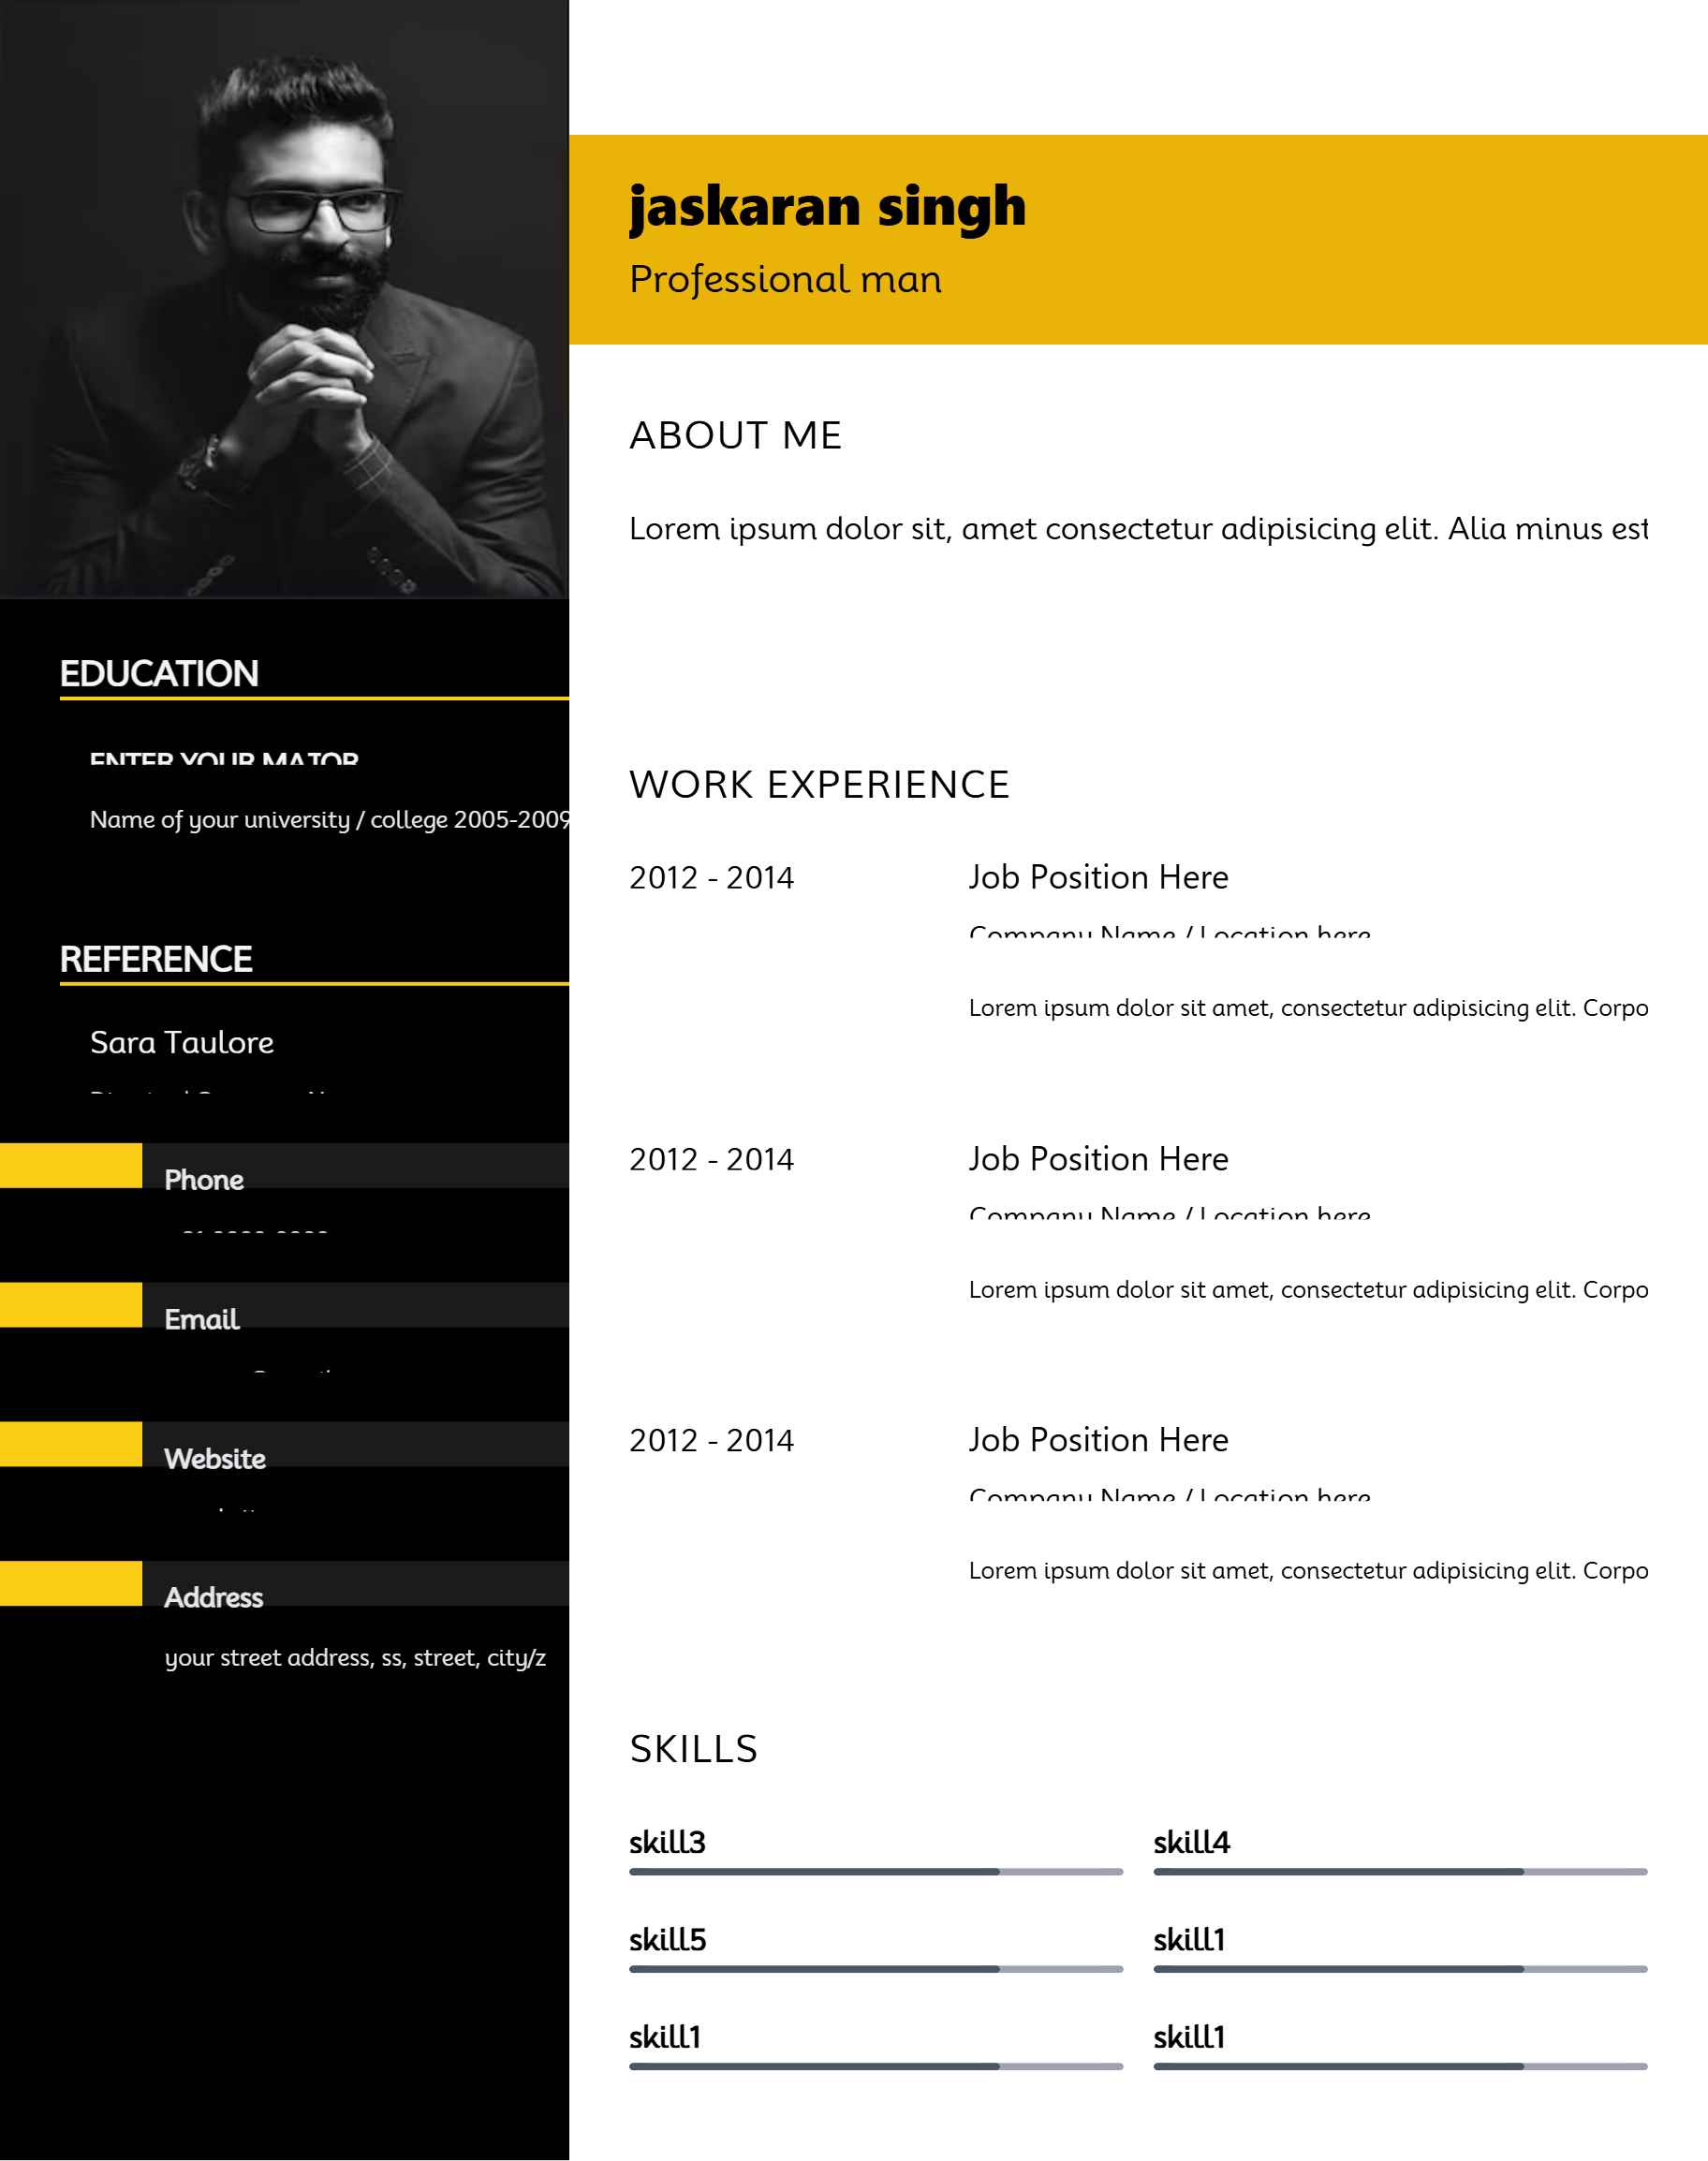 jaskaran singh
Professional man
ABOUT ME
Lorem ipsum dolor sit, amet consectetur adipisicing elit. Alia minus est
EDUCATION
ENTER YOUR MAJOR
Name of your university / college 2005-2009
REFERENCE
Sara Taulore
Phone
Email
Website
Address
your street address, ss, street, city/z
WORK EXPERIENCE
2012 - 2014
Job Position Here
Company Name / Location here
Lorem ipsum dolor sit amet, consectetur adipisicing elit. Corpo
2012 - 2014
Job Position Here
Company Name / Location here
Lorem ipsum dolor sit amet, consectetur adipisicing elit. Corpo
2012 - 2014
Job Position Here
Company Name / Location here
Lorem ipsum dolor sit amet, consectetur adipisicing elit. Corpo
SKILLS
skill3
skill4
skill5
skill1
skill1
skill1